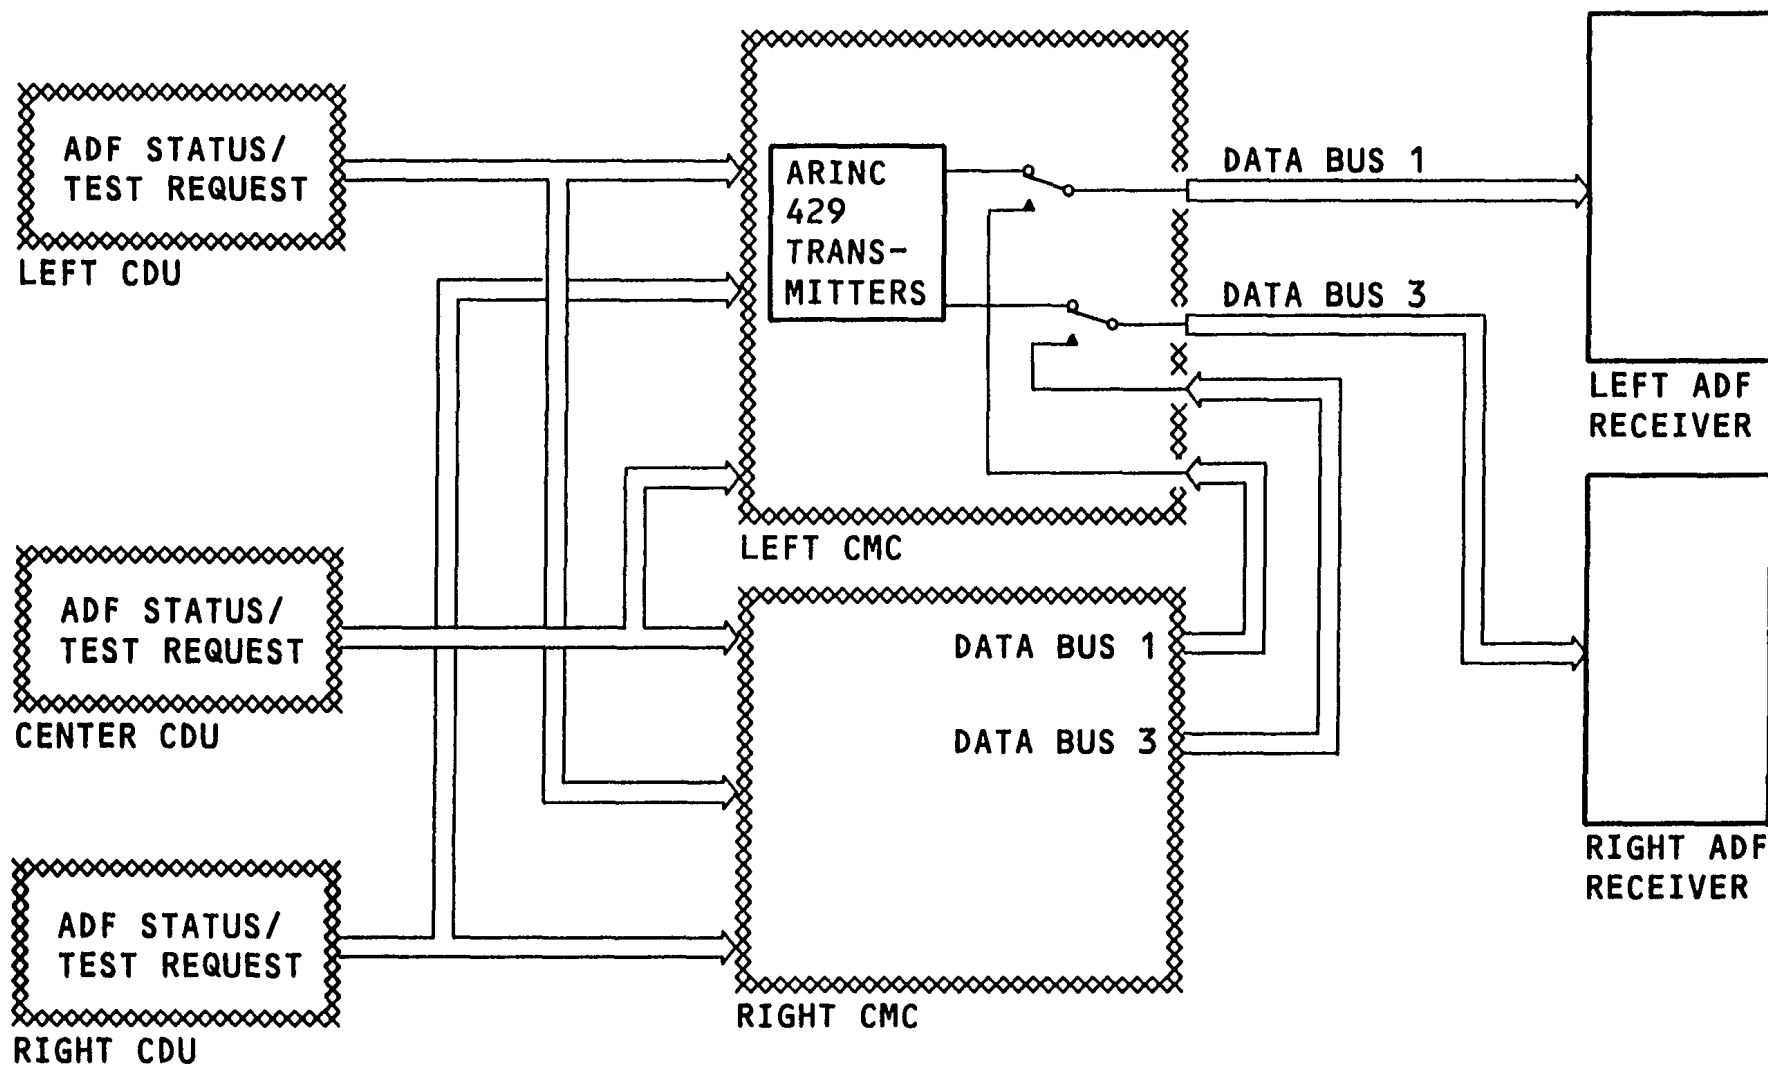 ADF STATUS/
TEST REQUEST
LEFT CDU
ADF STATUS/
TEST REQUEST
CENTER CDU
ADF STATUS/
TEST REQUEST
RIGHT CDU
ARINC
429
TRANS-
MITTERS
LEFT CMC
DATA BUS 1
DATA BUS 3
RIGHT CMC
DATA BUS 1
DATA BUS 3
LEFT ADF
RECEIVER
RIGHT ADF
RECEIVER